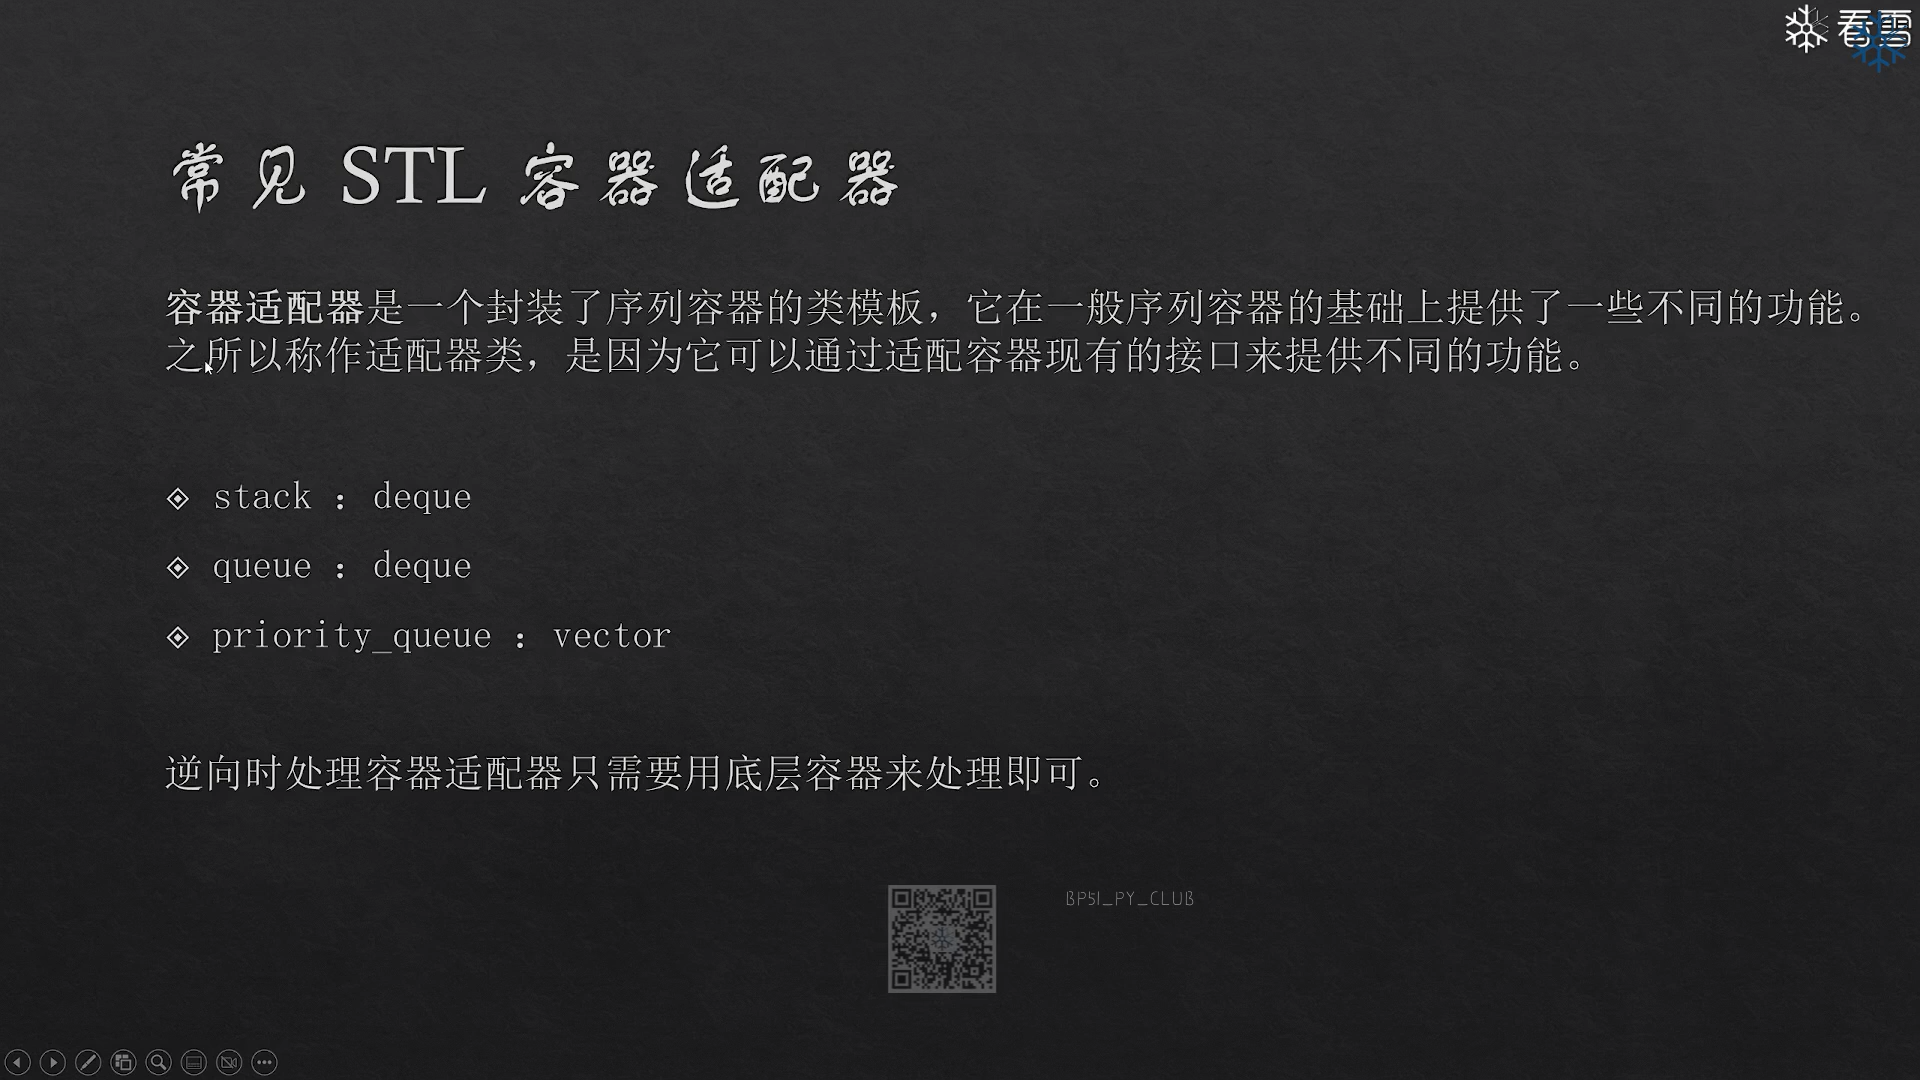 看雪
常见 STL 容器适配器
容器适配器是一个封装了序列容器的类模板，它在一般序列容器的基础上提供了一些不同的功能。
之所以称作适配器类，是因为它可以通过适配容器现有的接口来提供不同的功能。
stack : deque
queue : deque
priority_queue : vector
逆向时处理容器适配器只需要用底层容器来处理即可。
BP51_PY_CLUB